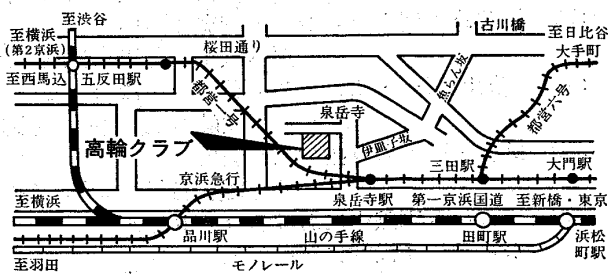 至渋谷
至横浜
(第2京浜)
桜田通り
古川橋
至日比谷
大手町
至西馬込
五反田駅
魚らん坂
都営一号
都営六号
泉岳寺
伊皿子坂
高輪クラブ
三田駅
大門駅
京浜急行
至横浜
泉岳寺駅
第一京浜国道
至新橋・東京
品川駅
山の手線
田町駅
浜松
町駅
至羽田
モノレール